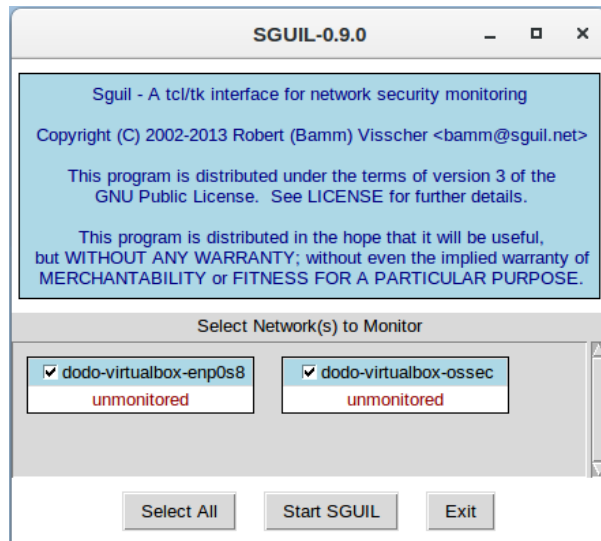 SGUIL-0.9.0
Sguil - A tcl/tk interface for network security monitoring
Copyright (C) 2002-2013 Robert (Bamm) Visscher <bamm@sguil.net>
This program is distributed under the terms of version 3 of the
GNU Public License.  See LICENSE for further details.
This program is distributed in the hope that it will be useful,
but WITHOUT ANY WARRANTY; without even the implied warranty of
MERCHANTABILITY or FITNESS FOR A PARTICULAR PURPOSE.
Select Network(s) to Monitor
dodo-virtualbox-enp0s8 dodo-virtualbox-ossec
unmonitored unmonitored
Select All Start SGUIL Exit